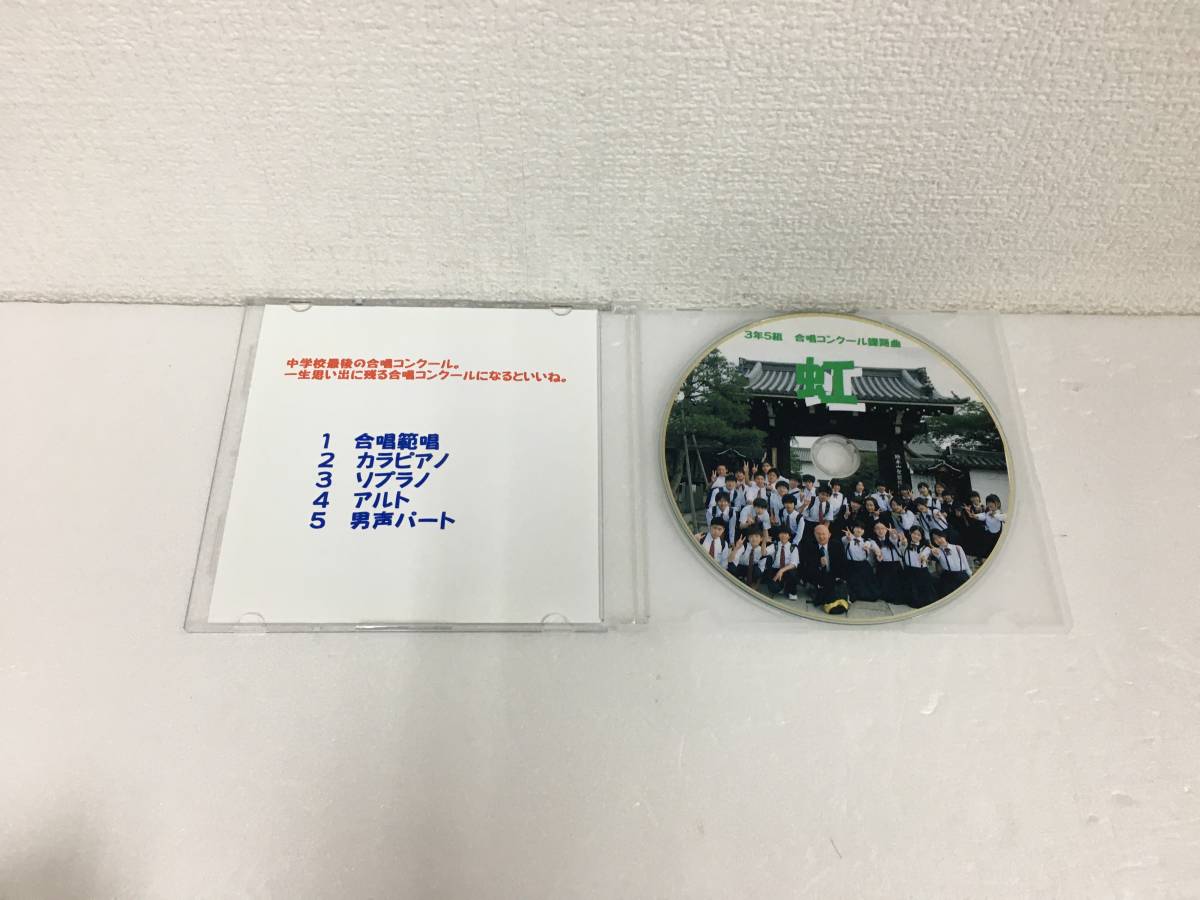 中学校最後の合唱コンクール。
一生思い出に残る合唱コンクールになるといいね。
1 合唱範唱
2 カラピアノ
3 ソプラノ
4 アルト
5 男声パート
3年5組 合唱コンクール課題曲
虹